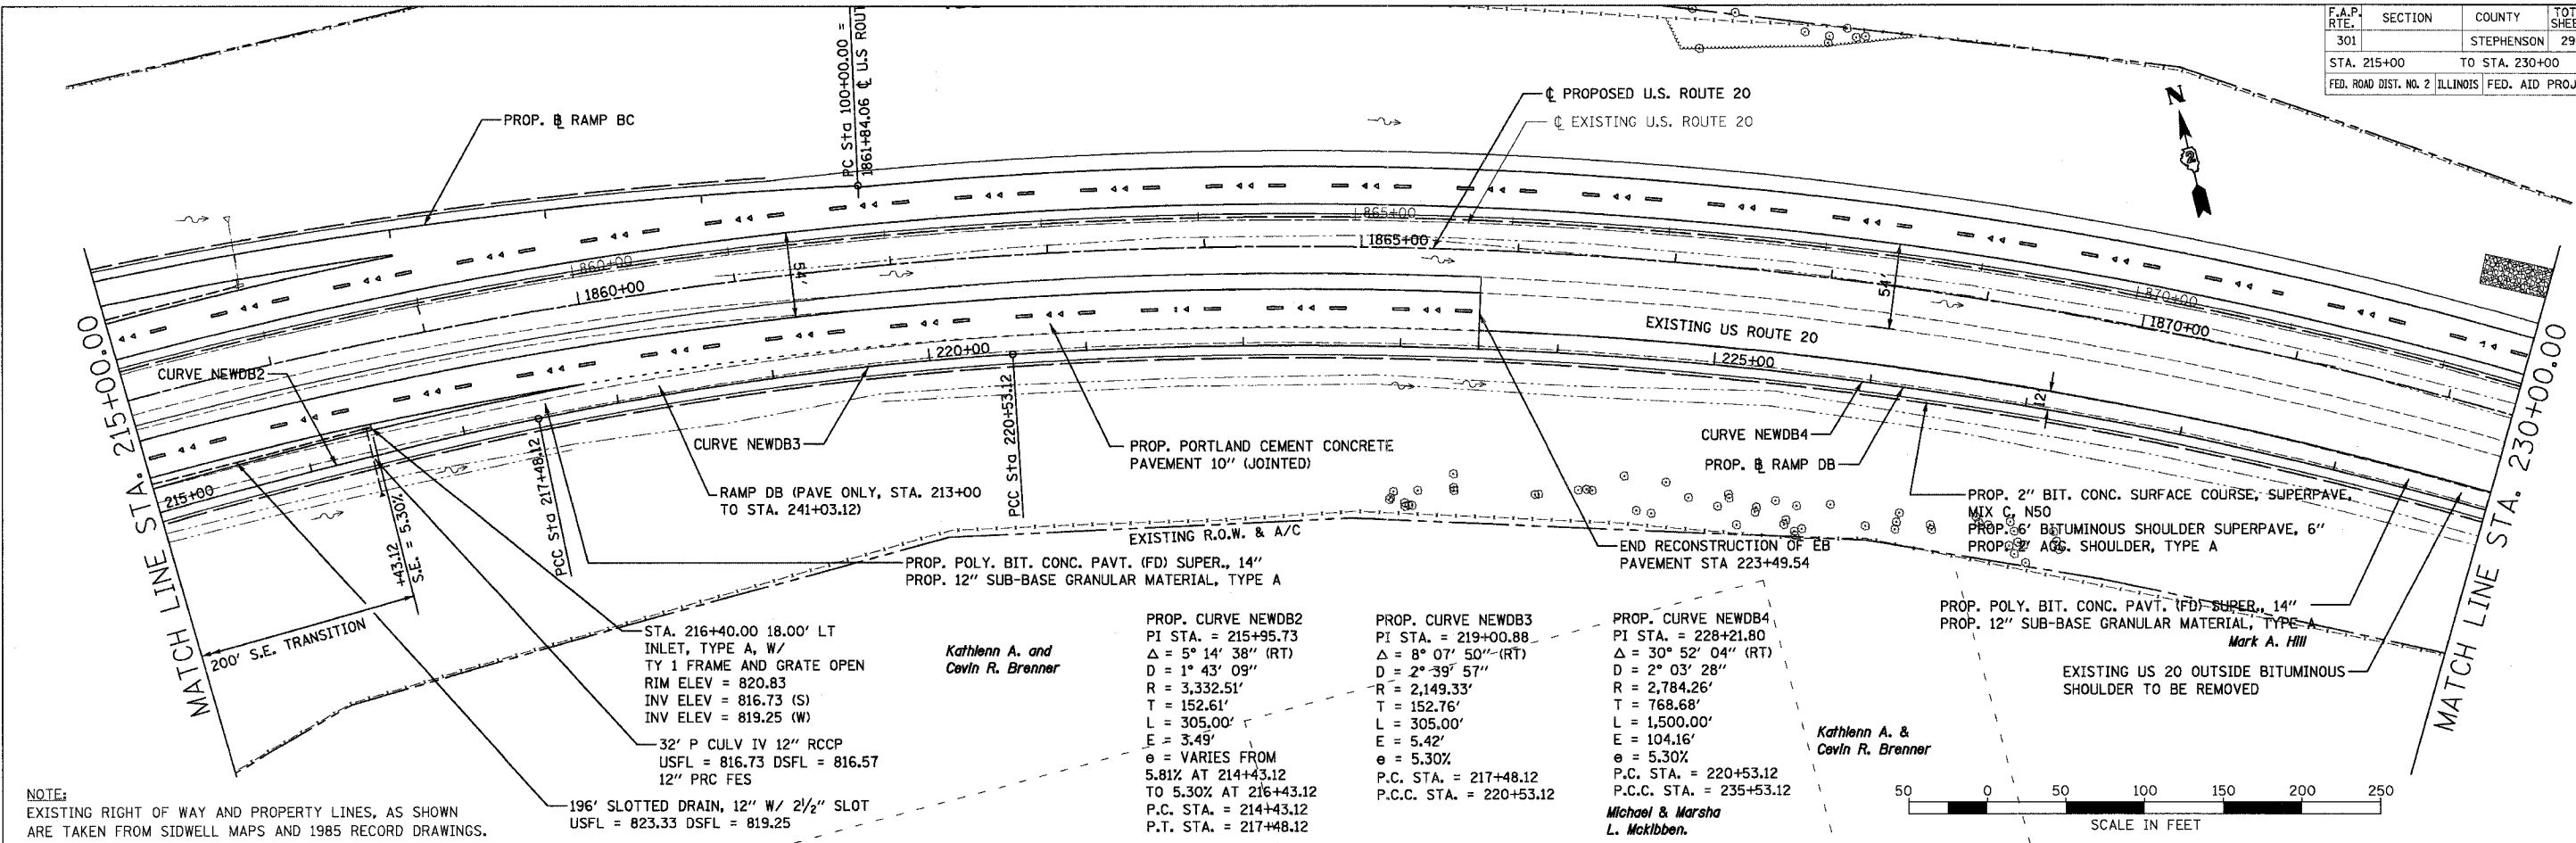 F.A.P. RTE. SECTION COUNTY
301 STEPHENSON 29
STA. 215+00 TO STA. 230+00
FED. ROAD DIST. NO. 2 ILLINOIS FED. AID
PC Sta 100+00.00 =
1861+84.06 ℄ U.S.
PROP. ⅊ RAMP BC
℄ PROPOSED U.S. ROUTE 20
℄ EXISTING U.S. ROUTE 20
N
2
865+00
1865+00
860+00
1860+00
54'
54'
870+00
1870+00
EXISTING US ROUTE 20
MATCH LINE STA. 215+00.00
MATCH LINE STA. 230+00.00
CURVE NEWDB2
220+00
225+00
12'
215+00
CURVE NEWDB3
PCC Sta 217+48.12
PCC Sta 220+53.12
PROP. PORTLAND CEMENT CONCRETE
PAVEMENT 10" (JOINTED)
CURVE NEWDB4
PROP. ⅊ RAMP DB
RAMP DB (PAVE ONLY, STA. 213+00
TO STA. 241+03.12)
PROP. 2" BIT. CONC. SURFACE COURSE, SUPERPAVE,
MIX C, N50
PROP. 6' BITUMINOUS SHOULDER SUPERPAVE, 6"
PROP. 2' AGG. SHOULDER, TYPE A
+43.12
S.E. = 5.30%
200' S.E. TRANSITION
EXISTING R.O.W. & A/C
END RECONSTRUCTION OF EB
PAVEMENT STA 223+49.54
PROP. POLY. BIT. CONC. PAVT. (FD) SUPER., 14"
PROP. 12" SUB-BASE GRANULAR MATERIAL, TYPE A
PROP. POLY. BIT. CONC. PAVT. (FD) SUPER., 14"
PROP. 12" SUB-BASE GRANULAR MATERIAL, TYPE A
Mark A. Hill
EXISTING US 20 OUTSIDE BITUMINOUS
SHOULDER TO BE REMOVED
STA. 216+40.00 18.00' LT
INLET, TYPE A, W/
TY 1 FRAME AND GRATE OPEN
RIM ELEV = 820.83
INV ELEV = 816.73 (S)
INV ELEV = 819.25 (W)
32' P CULV IV 12" RCCP
USFL = 816.73 DSFL = 816.57
12" PRC FES
196' SLOTTED DRAIN, 12" W/ 2½" SLOT
USFL = 823.33 DSFL = 819.25
Kathlenn A. and
Cevin R. Brenner
PROP. CURVE NEWDB2
PI STA. = 215+95.73
Δ = 5° 14' 38" (RT)
D = 1° 43' 09"
R = 3,332.51'
T = 152.61'
L = 305.00'
E = 3.49'
e = VARIES FROM
5.81% AT 214+43.12
TO 5.30% AT 216+43.12
P.C. STA. = 214+43.12
P.T. STA. = 217+48.12
PROP. CURVE NEWDB3
PI STA. = 219+00.88
Δ = 8° 07' 50" (RT)
D = 2° 39' 57"
R = 2,149.33'
T = 152.76'
L = 305.00'
E = 5.42'
e = 5.30%
P.C. STA. = 217+48.12
P.C.C. STA. = 220+53.12
PROP. CURVE NEWDB4
PI STA. = 228+21.80
Δ = 30° 52' 04" (RT)
D = 2° 03' 28"
R = 2,784.26'
T = 768.68'
L = 1,500.00'
E = 104.16'
e = 5.30%
P.C. STA. = 220+53.12
P.C.C. STA. = 235+53.12
Michael & Marsha
L. Mckibben.
Kathlenn A. &
Cevin R. Brenner
50 0 50 100 150 200 250
SCALE IN FEET
NOTE:
EXISTING RIGHT OF WAY AND PROPERTY LINES, AS SHOWN
ARE TAKEN FROM SIDWELL MAPS AND 1985 RECORD DRAWINGS.